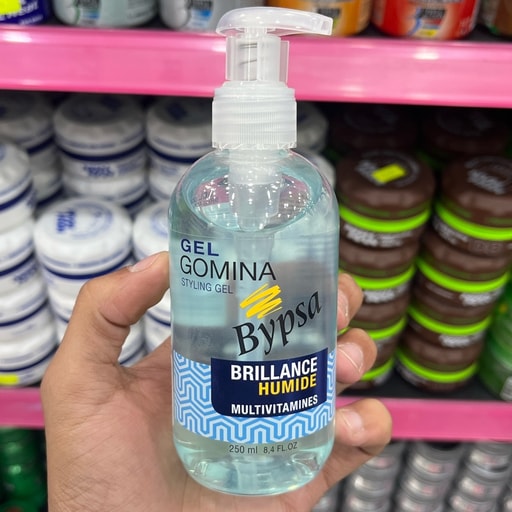 GEL
GOMINA
STYLING GEL
Bypsa
BRILLANCE
HUMIDE
MULTIVITAMINES
250 ml 8,4 FL.OZ